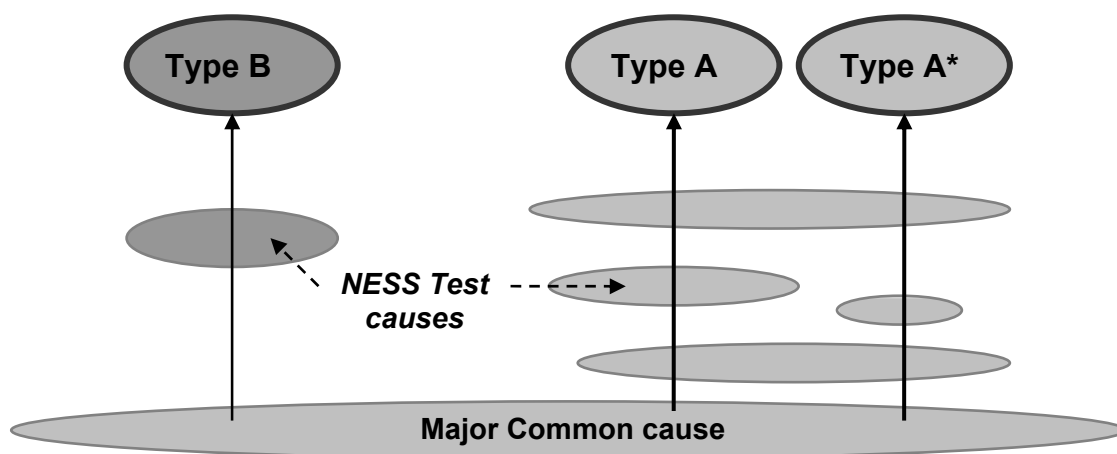 Type B
Type A
Type A*
NESS Test
causes
Major Common cause